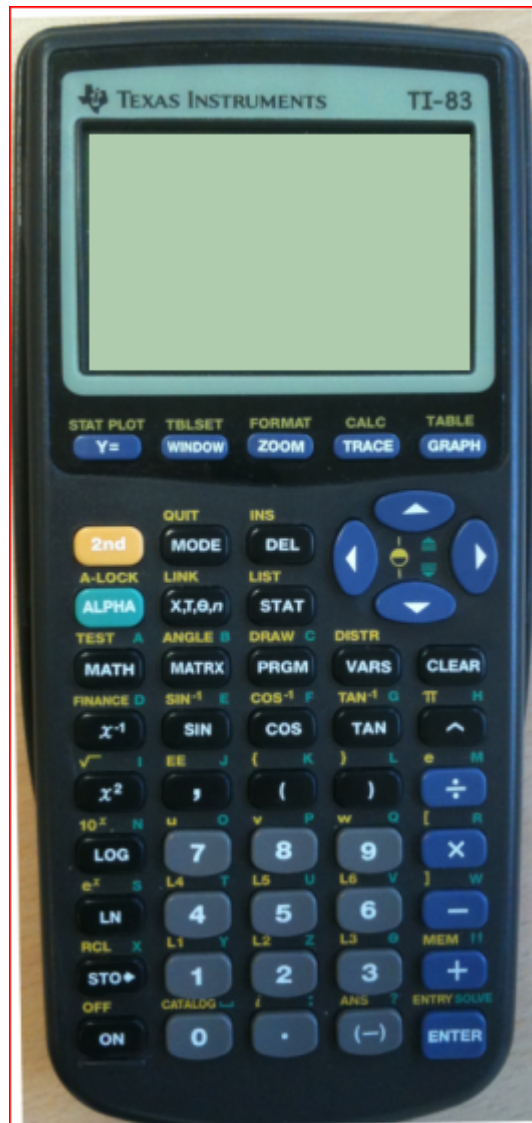 TEXAS INSTRUMENTS TI-83
STAT PLOT TBLSET FORMAT CALC TABLE
Y= WINDOW ZOOM TRACE GRAPH
QUIT INS
2nd MODE DEL
A-LOCK LINK LIST
ALPHA X,T,Θ,n STAT
TEST A ANGLE B DRAW C DISTR
MATH MATRX PRGM VARS CLEAR
FINANCE D SIN⁻¹ E COS⁻¹ F TAN⁻¹ G π H
x⁻¹ SIN COS TAN ^
√ I EE J { K } L e M
x² , ( ) ÷
10ˣ N u O v P w Q [ R
LOG 7 8 9 ×
eˣ S L4 T L5 U L6 V ] W
LN 4 5 6 −
RCL X L1 Y L2 Z L3 θ MEM "
STO➧ 1 2 3 +
OFF CATALOG ⎵ i : ANS ? ENTRY SOLVE
ON 0 . (−) ENTER